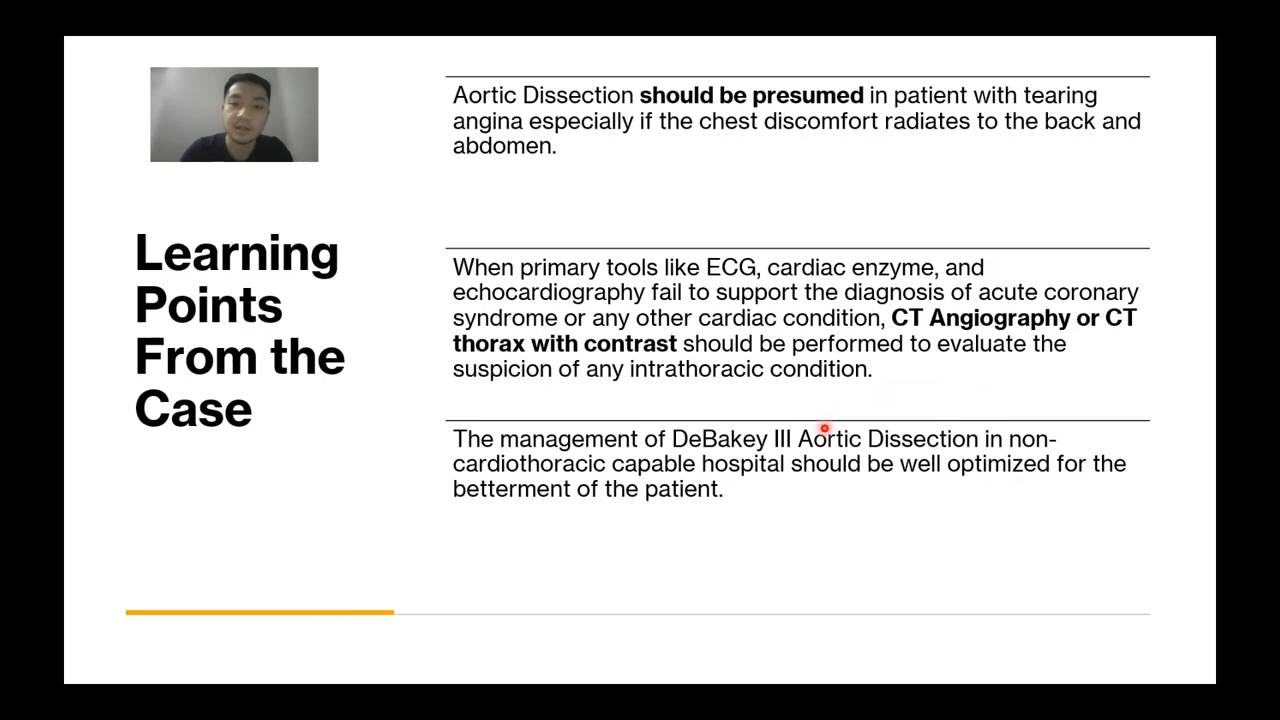 Learning
Points
From the
Case
Aortic Dissection should be presumed in patient with tearing
angina especially if the chest discomfort radiates to the back and
abdomen.
When primary tools like ECG, cardiac enzyme, and
echocardiography fail to support the diagnosis of acute coronary
syndrome or any other cardiac condition, CT Angiography or CT
thorax with contrast should be performed to evaluate the
suspicion of any intrathoracic condition.
The management of DeBakey III Aortic Dissection in non-
cardiothoracic capable hospital should be well optimized for the
betterment of the patient.